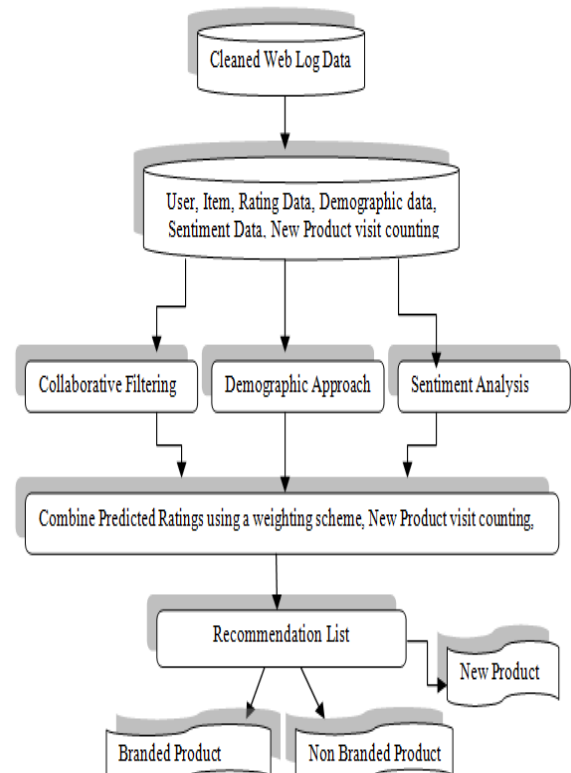 Cleaned Web Log Data
User, Item, Rating Data, Demographic data,
Sentiment Data. New Product visit counting
Collaborative Filtering
Demographic Approach
Sentiment Analysis
Combine Predicted Ratings using a weighting scheme, New Product visit counting,
Recommendation List
New Product
Branded Product
Non Branded Product